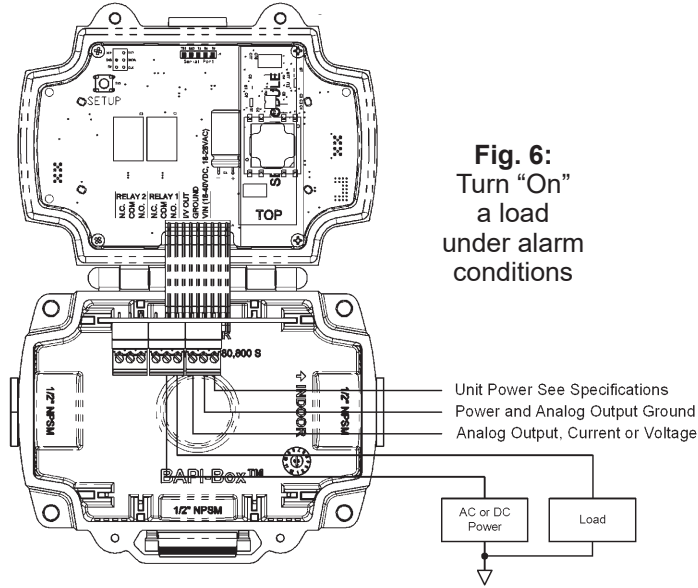 Serial Port
SETUP
RELAY 2 RELAY 1
N.C.
COM
N.O.
N.C.
COM
N.O.
I/V OUT
GROUND
VIN (18-40VDC, 18-28VAC)
TOP
Fig. 6:
Turn “On”
a load
under alarm
conditions
60,800 S
1/2" NPSM
INDOOR
1/2" NPSM
BAPI-Box™
1/2" NPSM
Unit Power See Specifications
Power and Analog Output Ground
Analog Output, Current or Voltage
AC or DC
Power
Load